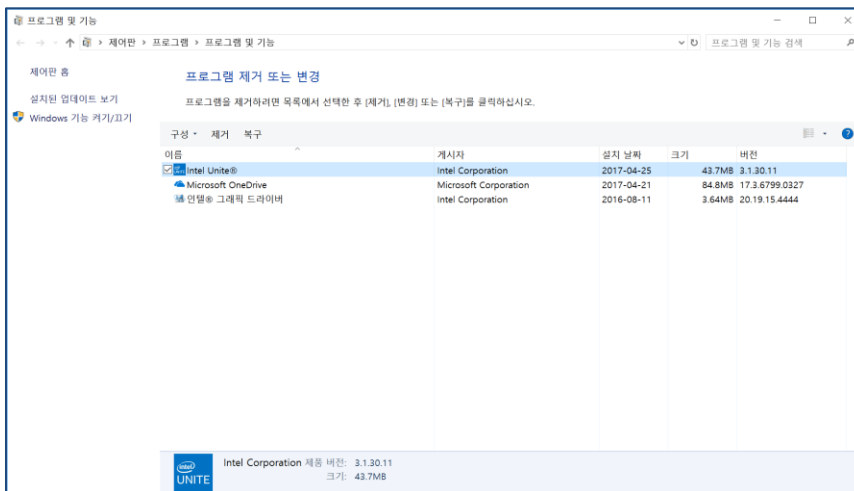 프로그램 및 기능
제어판 > 프로그램 > 프로그램 및 기능
프로그램 및 기능 검색
제어판 홈
설치된 업데이트 보기
Windows 기능 켜기/끄기
프로그램 제거 또는 변경
프로그램을 제거하려면 목록에서 선택한 후 [제거], [변경] 또는 [복구]를 클릭하십시오.
구성 제거 복구
이름 게시자 설치 날짜 크기 버전
Intel Unite® Intel Corporation 2017-04-25 43.7MB 3.1.30.11
Microsoft OneDrive Microsoft Corporation 2017-04-21 84.8MB 17.3.6799.0327
인텔® 그래픽 드라이버 Intel Corporation 2016-08-11 3.64MB 20.19.15.4444
intel UNITE
Intel Corporation 제품 버전: 3.1.30.11
크기: 43.7MB